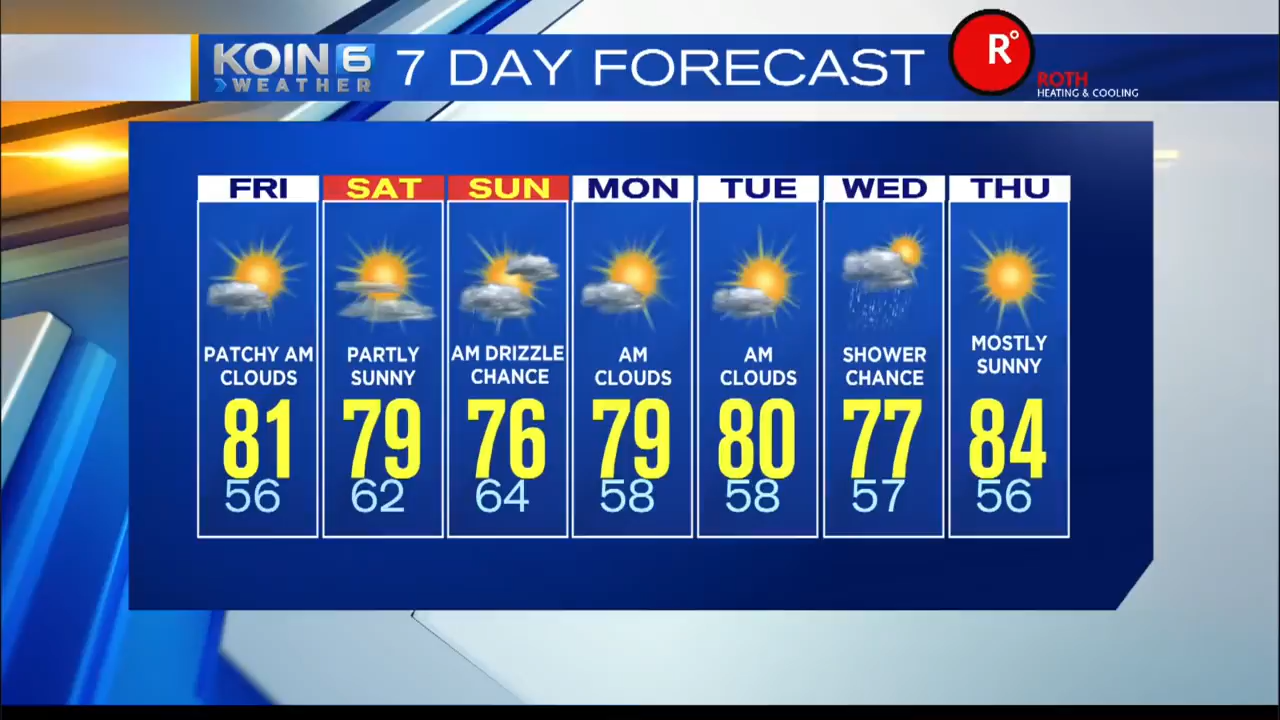 KOIN 6
WEATHER
7 DAY FORECAST
R°
ROTH
HEATING & COOLING
FRI
PATCHY AM
CLOUDS
81
56
SAT
PARTLY
SUNNY
79
62
SUN
AM DRIZZLE
CHANCE
76
64
MON
AM
CLOUDS
79
58
TUE
AM
CLOUDS
80
58
WED
SHOWER
CHANCE
77
57
THU
MOSTLY
SUNNY
84
56